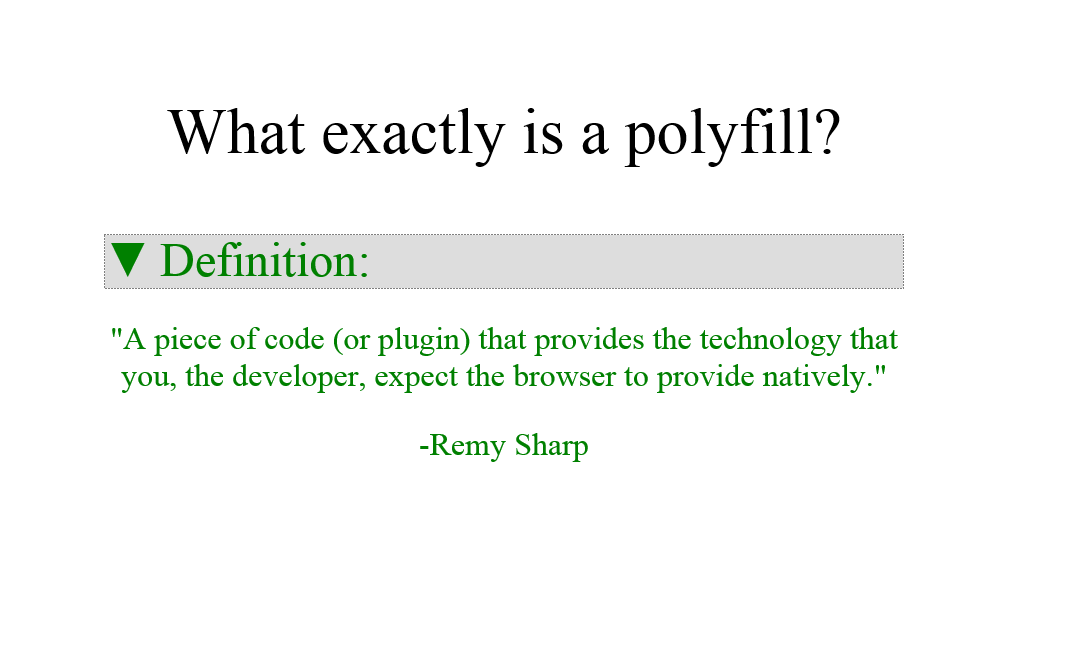 What exactly is a polyfill?
▼ Definition:
"A piece of code (or plugin) that provides the technology that
you, the developer, expect the browser to provide natively."
-Remy Sharp